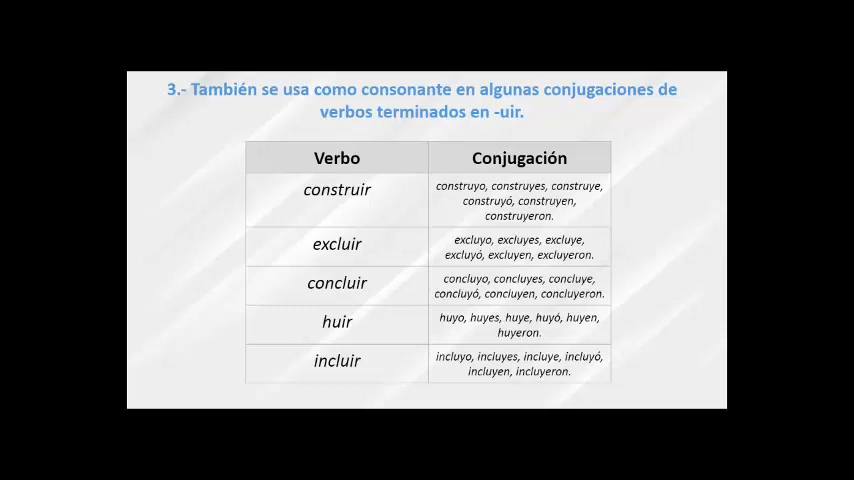 3.- También se usa como consonante en algunas conjugaciones de
verbos terminados en -uir.
Verbo
Conjugación
construir
construyo, construyes, construye,
construyó, construyen,
construyeron.
excluir
excluyo, excluyes, excluye,
excluyó, excluyen, excluyeron.
concluir
concluyo, concluyes, concluye,
concluyó, concluyen, concluyeron.
huir
huyo, huyes, huye, huyó, huyen,
huyeron.
incluir
incluyo, incluyes, incluye, incluyó,
incluyen, incluyeron.